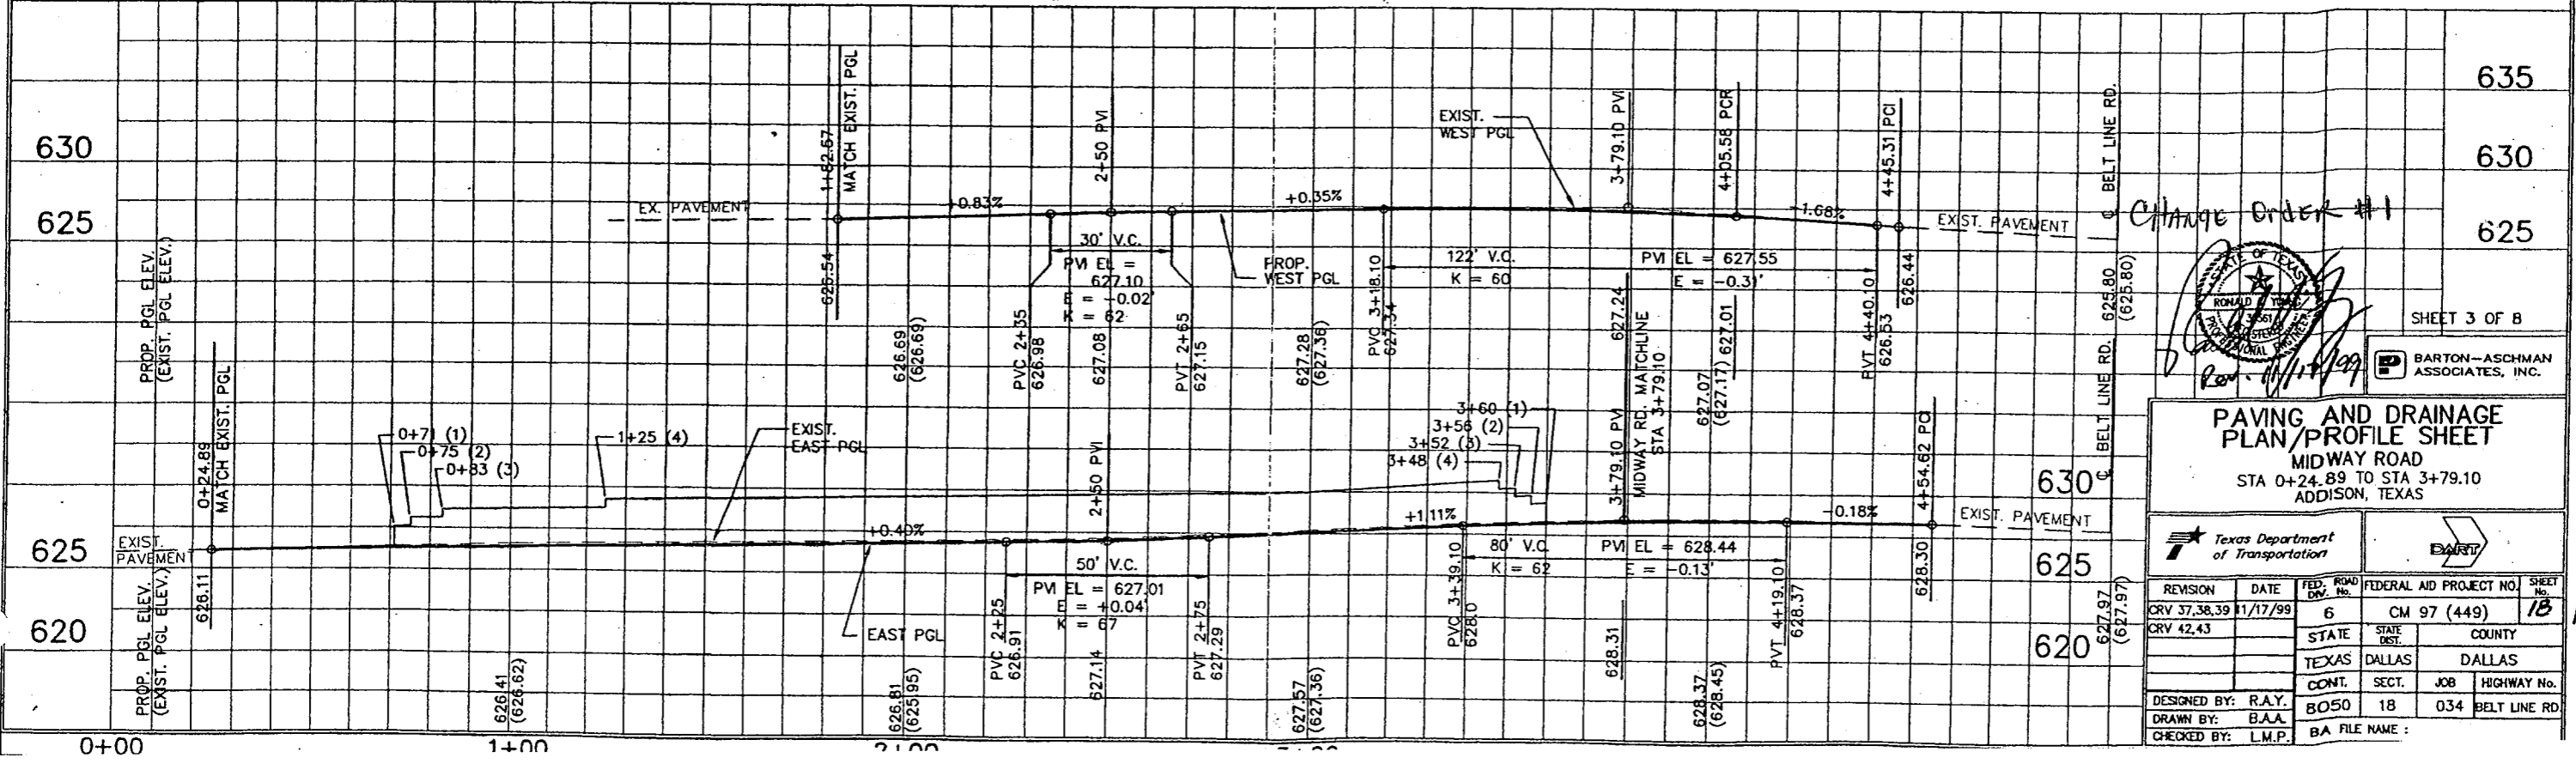 635
630
625
630
625
EX. PAVEMENT
1+82.67
MATCH EXIST. PGL
626.54
+0.83%
2+50 PVI
+0.35%
EXIST.
WEST PGL
3+79.10 PVI
4+05.58 PCR
-1.68%
4+45.31 PCI
EXIST. PAVEMENT
℄ BELT LINE RD.
30' V.C.
PVI EL =
627.10
E = -0.02'
K = 62
PROP.
WEST PGL
122' V.C.
K = 60
PVI EL = 627.55
E = -0.31'
PROP. PGL ELEV.
(EXIST. PGL ELEV.)
626.69
(626.69)
PVC 2+35
626.98
627.08
PVT 2+65
627.15
627.28
(627.36)
PVC 3+18.10
627.34
627.24
MIDWAY RD. MATCHLINE
STA 3+79.10
627.07
(627.17)
627.01
PVT 4+40.10
626.53
626.44
625.80
(625.80)
0+24.89
MATCH EXIST. PGL
0+71 (1)
0+75 (2)
0+83 (3)
1+25 (4)
EXIST.
EAST PGL
2+50 PVI
3+60 (1)
3+56 (2)
3+52 (3)
3+48 (4)
3+79.10 PVI
4+54.62 PCI
℄ BELT LINE RD.
630
625
EXIST.
PAVEMENT
+0.40%
+1.11%
-0.18%
EXIST. PAVEMENT
625
50' V.C.
PVI EL = 627.01
E = +0.04'
K = 67
80' V.C.
K = 62
PVI EL = 628.44
E = -0.13'
EAST PGL
620
620
PROP. PGL ELEV.
(EXIST. PGL ELEV.)
626.11
626.41
(626.62)
626.81
(625.95)
PVC 2+25
626.91
627.14
PVT 2+75
627.29
627.57
(627.36)
PVC 3+39.10
628.0
628.31
628.37
(628.45)
PVT 4+19.10
628.37
628.30
627.97
(627.97)
0+00
1+00
2+00
3+00
CHANGE OrdER #1
STATE OF TEXAS
RONALD
PROFESSIONAL ENGINEER
Rev. 11/17/99
SHEET 3 OF 8
BARTON-ASCHMAN
ASSOCIATES, INC.
PAVING AND DRAINAGE
PLAN/PROFILE SHEET
MIDWAY ROAD
STA 0+24.89 TO STA 3+79.10
ADDISON, TEXAS
Texas Department
of Transportation
DART
REVISION DATE
CRV 37,38,39 11/17/99
CRV 42,43
FED. ROAD DIV. No. FEDERAL AID PROJECT NO. SHEET No.
6 CM 97 (449) 18
STATE STATE DIST. COUNTY
TEXAS DALLAS DALLAS
CONT. SECT. JOB HIGHWAY No.
8050 18 034 BELT LINE RD.
DESIGNED BY: R.A.Y.
DRAWN BY: B.A.A.
CHECKED BY: L.M.P.
BA FILE NAME :